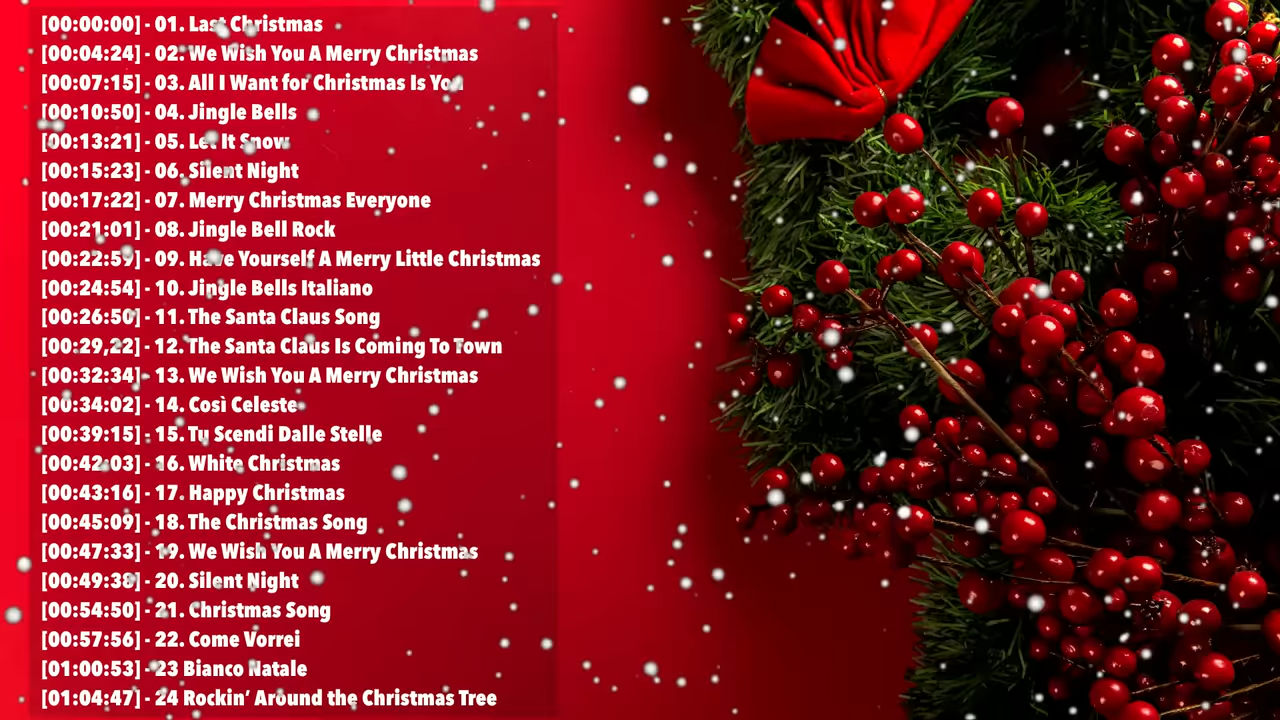 [00:00:00] - 01. Last Christmas
[00:04:24] - 02. We Wish You A Merry Christmas
[00:07:15] - 03. All I Want for Christmas Is You
[00:10:50] - 04. Jingle Bells
[00:13:21] - 05. Let It Snow
[00:15:23] - 06. Silent Night
[00:17:22] - 07. Merry Christmas Everyone
[00:21:01] - 08. Jingle Bell Rock
[00:22:59] - 09. Have Yourself A Merry Little Christmas
[00:24:54] - 10. Jingle Bells Italiano
[00:26:50] - 11. The Santa Claus Song
[00:29,22] - 12. The Santa Claus Is Coming To Town
[00:32:34] - 13. We Wish You A Merry Christmas
[00:34:02] - 14. Così Celeste
[00:39:15] - 15. Tu Scendi Dalle Stelle
[00:42:03] - 16. White Christmas
[00:43:16] - 17. Happy Christmas
[00:45:09] - 18. The Christmas Song
[00:47:33] - 19. We Wish You A Merry Christmas
[00:49:38] - 20. Silent Night
[00:54:50] - 21. Christmas Song
[00:57:56] - 22. Come Vorrei
[01:00:53] - 23 Bianco Natale
[01:04:47] - 24 Rockin’ Around the Christmas Tree